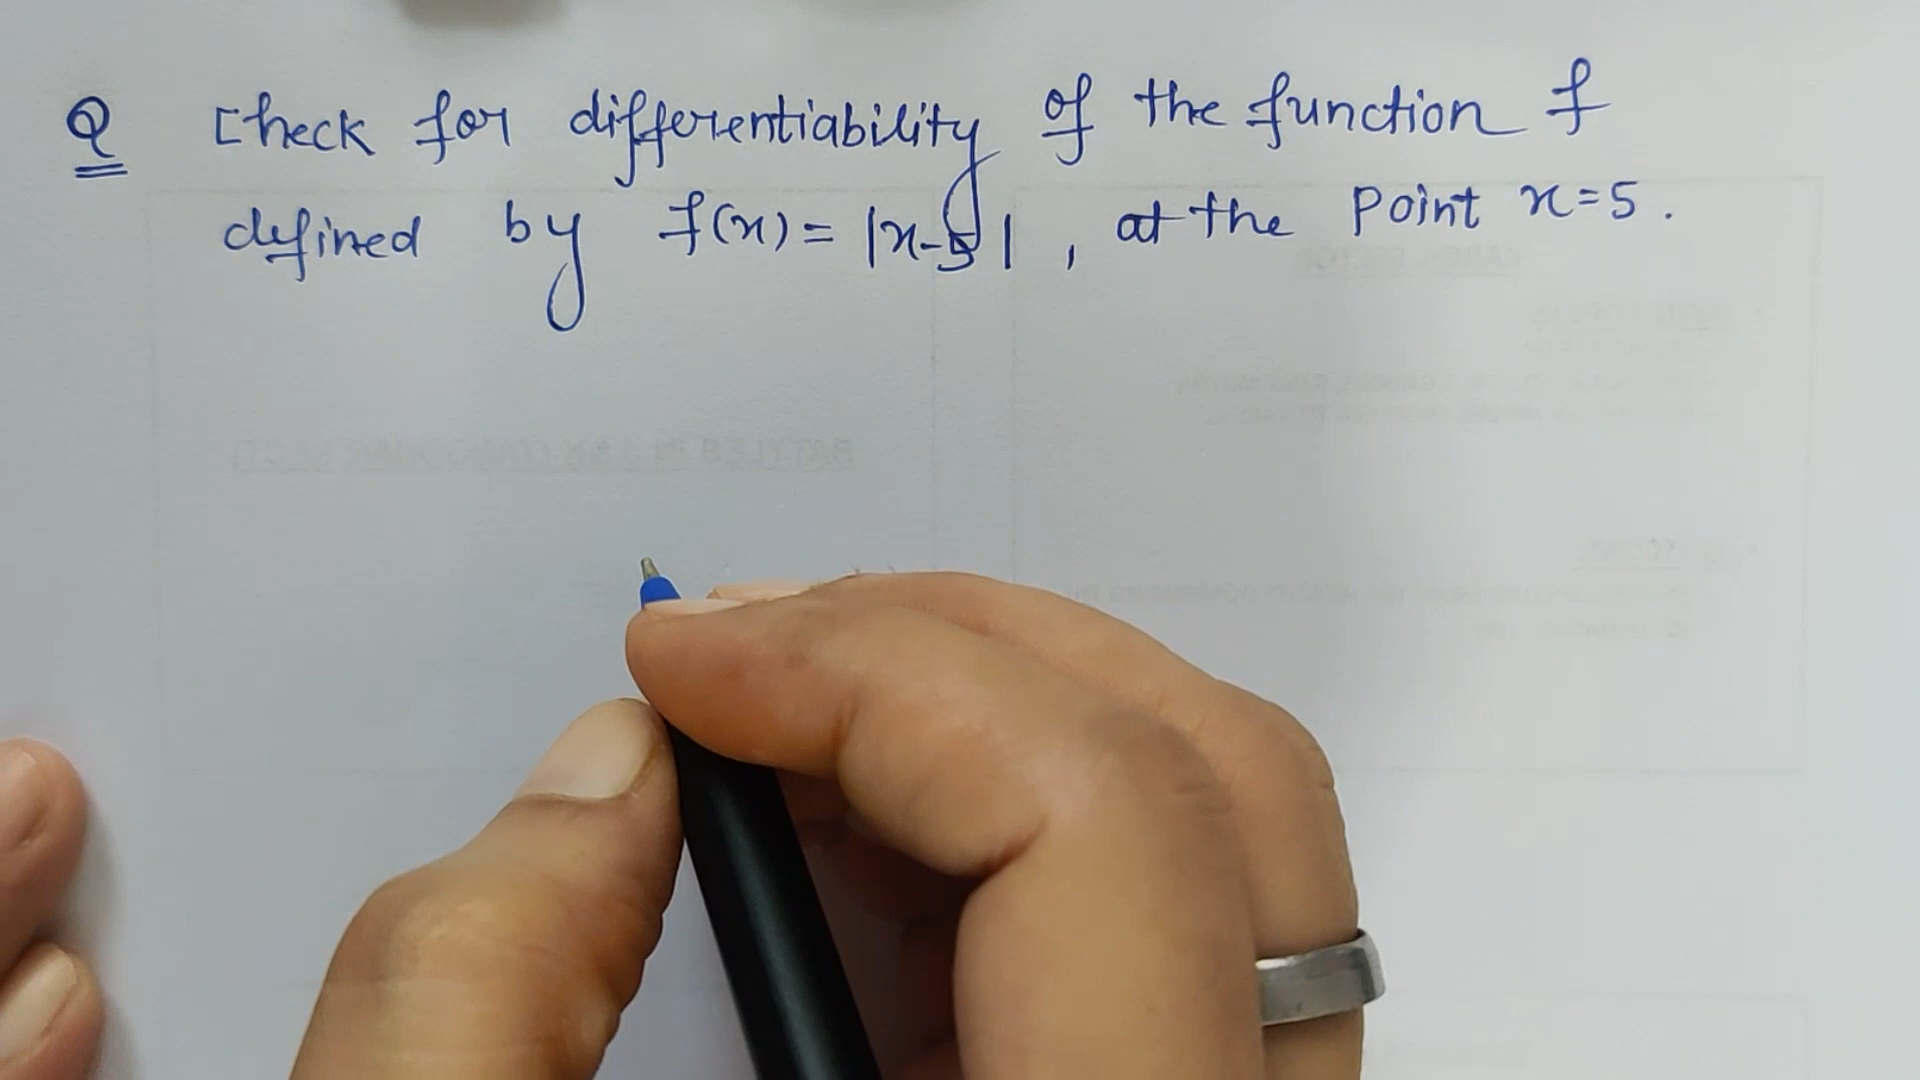 Q Check for differentiability of the function f
defined by f(x) = |x-5| , at the Point x=5.